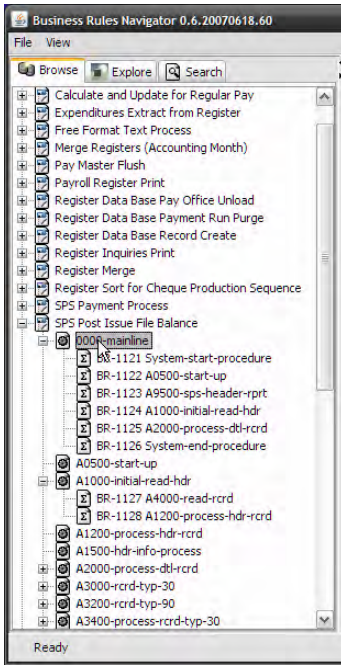 Business Rules Navigator 0.6.20070618.60
File View
Browse Explore Search
Calculate and Update for Regular Pay
Expenditures Extract from Register
Free Format Text Process
Merge Registers (Accounting Month)
Pay Master Flush
Payroll Register Print
Register Data Base Pay Office Unload
Register Data Base Payment Run Purge
Register Data Base Record Create
Register Inquiries Print
Register Merge
Register Sort for Cheque Production Sequence
SPS Payment Process
SPS Post Issue File Balance
0000-mainline
BR-1121 System-start-procedure
BR-1122 A0500-start-up
BR-1123 A9500-sps-header-rprt
BR-1124 A1000-initial-read-hdr
BR-1125 A2000-process-dtl-rcrd
BR-1126 System-end-procedure
A0500-start-up
A1000-initial-read-hdr
BR-1127 A4000-read-rcrd
BR-1128 A1200-process-hdr-rcrd
A1200-process-hdr-rcrd
A1500-hdr-info-process
A2000-process-dtl-rcrd
A3000-rcrd-typ-30
A3200-rcrd-typ-90
A3400-process-rcrd-typ-30
Ready